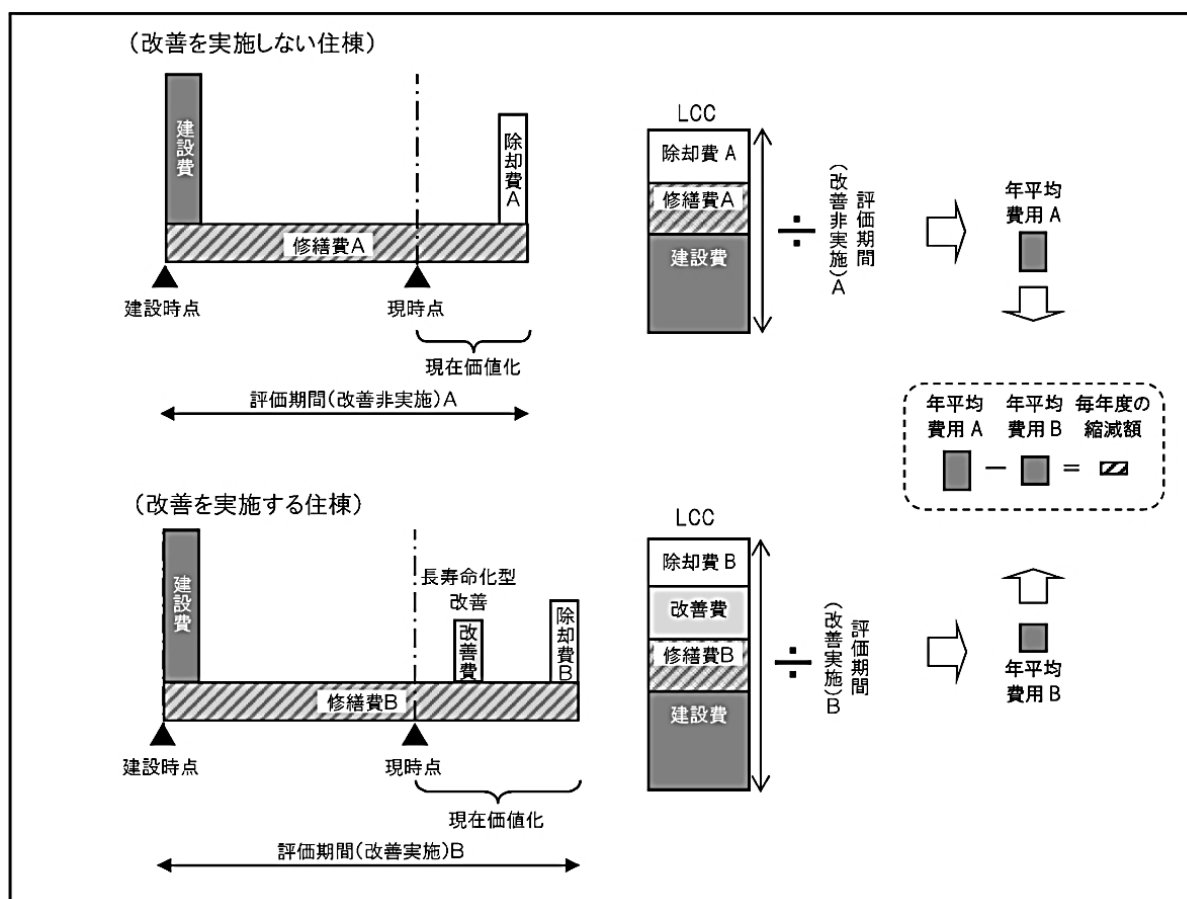 (改善を実施しない住棟)
建設費
除却費A
修繕費A
建設時点
現時点
現在価値化
評価期間(改善非実施)A
LCC
除却費 A
修繕費A
建設費
÷
評価期間
(改善非実施)A
年平均
費用 A
年平均
費用 A
年平均
費用 B
毎年度の
縮減額
－
＝
(改善を実施する住棟)
建設費
長寿命化型
改善
改善費
除却費B
修繕費B
建設時点
現時点
現在価値化
評価期間(改善実施)B
LCC
除却費 B
改善費
修繕費B
建設費
÷
評価期間
(改善実施)B
年平均
費用 B